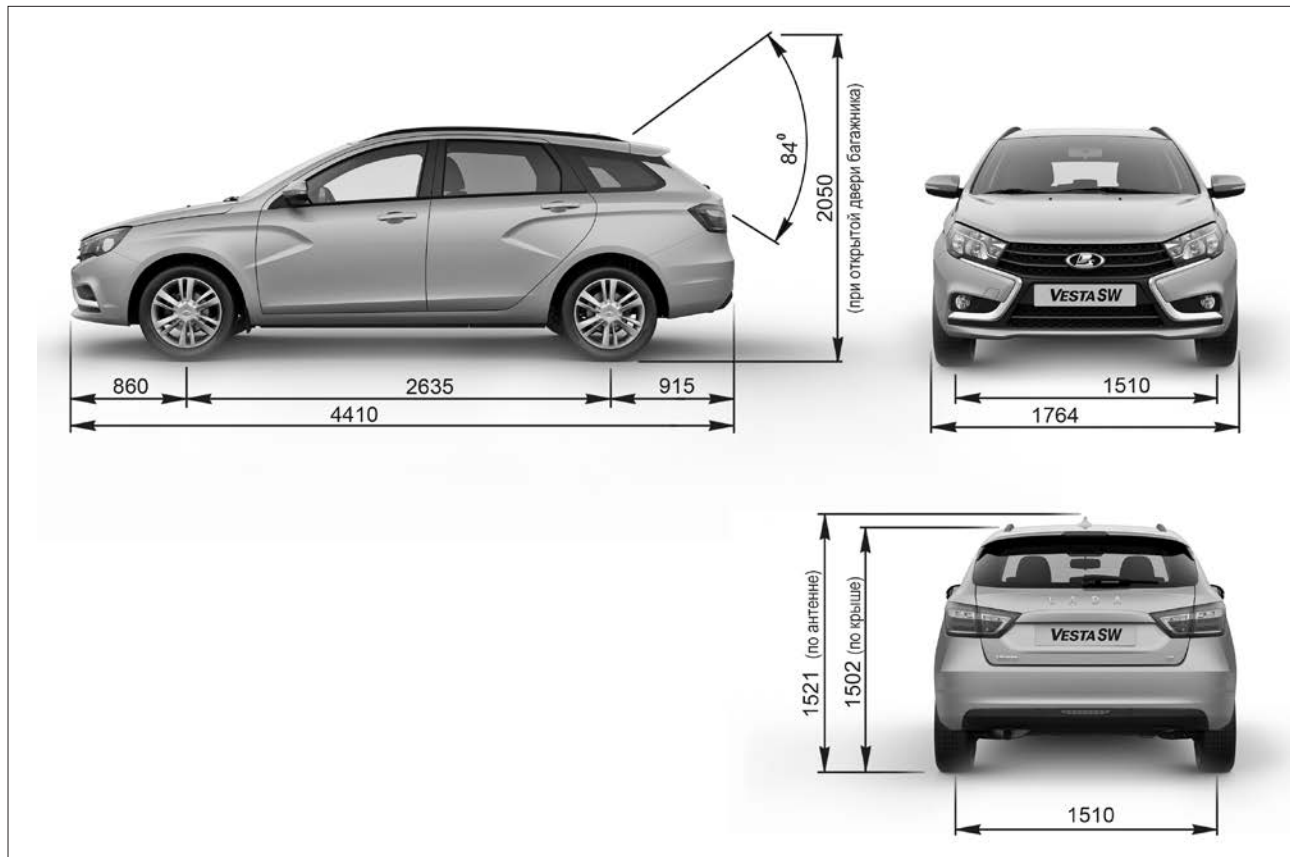 84⁰
2050
(при открытой двери багажника)
VESTA SW
860
2635
915
4410
1510
1764
1521 (по антенне)
1502 (по крыше)
LADA
VESTA SW
1510